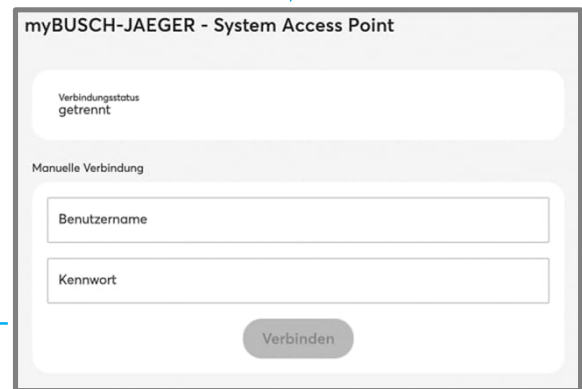 myBUSCH-JAEGER - System Access Point
Verbindungsstatus
getrennt
Manuelle Verbindung
Benutzername
Kennwort
Verbinden